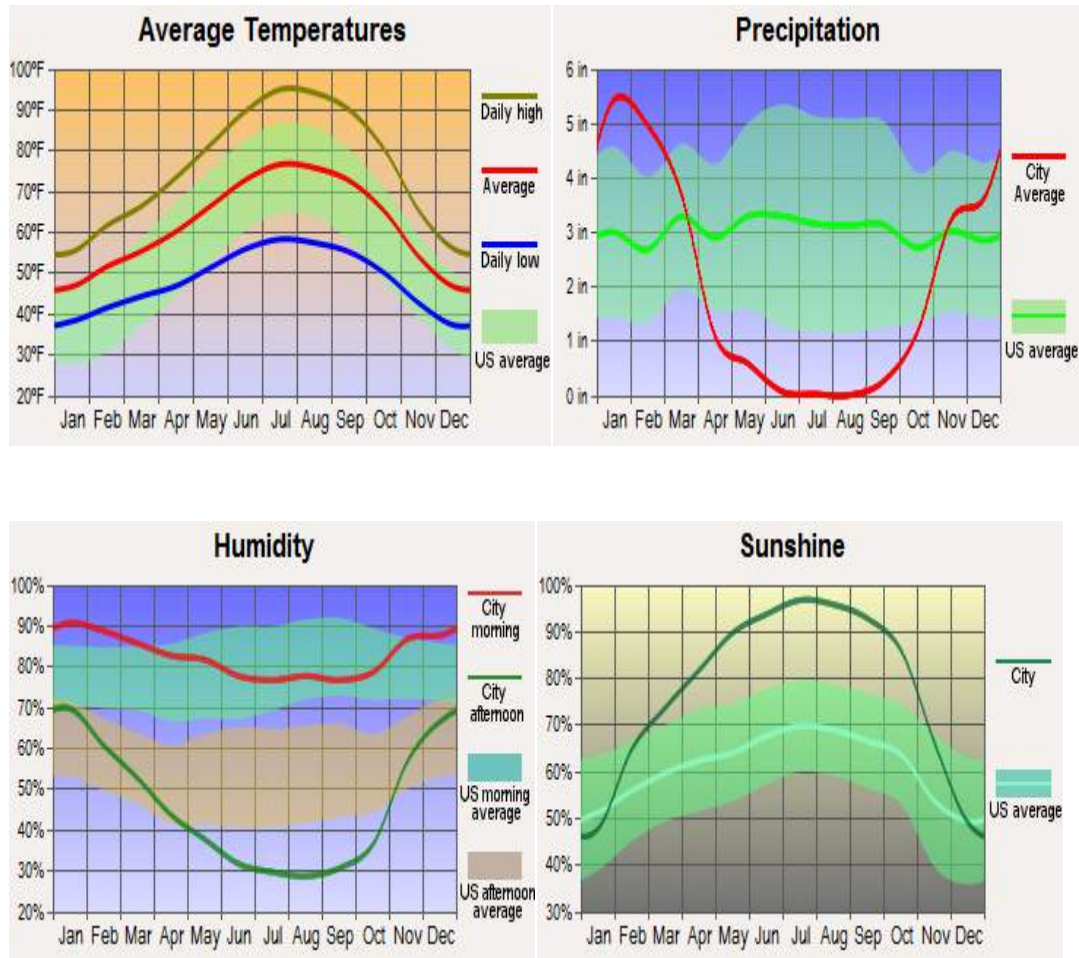 Average Temperatures
100ºF
90ºF
80ºF
70ºF
60ºF
50ºF
40ºF
30ºF
20ºF
Jan Feb Mar Apr May Jun Jul Aug Sep Oct Nov Dec
Daily high
Average
Daily low
US average
Precipitation
6 in
5 in
4 in
3 in
2 in
1 in
0 in
Jan Feb Mar Apr May Jun Jul Aug Sep Oct Nov Dec
City
Average
US average
Humidity
100%
90%
80%
70%
60%
50%
40%
30%
20%
Jan Feb Mar Apr May Jun Jul Aug Sep Oct Nov Dec
City
morning
City
afternoon
US morning
average
US afternoon
average
Sunshine
100%
90%
80%
70%
60%
50%
40%
30%
Jan Feb Mar Apr May Jun Jul Aug Sep Oct Nov Dec
City
US average